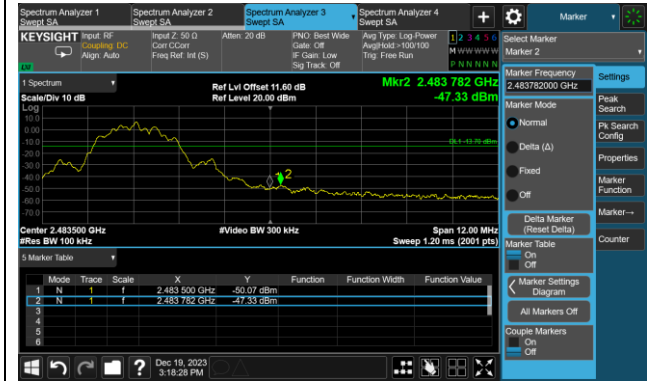 Spectrum Analyzer 1
Swept SA
Spectrum Analyzer 2
Swept SA
Spectrum Analyzer 3
Swept SA
Spectrum Analyzer 4
Swept SA
+
Marker
KEYSIGHT
Input: RF
Coupling: DC
Align: Auto
Input Z: 50 Ω
Corr CCorr
Freq Ref: Int (S)
Atten: 20 dB
PNO: Best Wide
Gate: Off
IF Gain: Low
Sig Track: Off
Avg Type: Log-Power
Avg|Hold:>100/100
Trig: Free Run
1 2 3 4 5 6
M W W W W W
P N N N N N
Select Marker
Marker 2
1 Spectrum
Scale/Div 10 dB
Log
Ref Lvl Offset 11.60 dB
Ref Level 20.00 dBm
Mkr2 2.483 782 GHz
-47.33 dBm
10.0
0.00
-10.0
-20.0
-30.0
-40.0
-50.0
-60.0
-70.0
DL1 -13.70 dBm
2
Center 2.483500 GHz
#Res BW 100 kHz
#Video BW 300 kHz
Span 12.00 MHz
Sweep 1.20 ms (2001 pts)
5 Marker Table
Mode Trace Scale X Y Function Function Width Function Value
1 N 1 f 2.483 500 GHz -50.07 dBm
2 N 1 f 2.483 782 GHz -47.33 dBm
3
4
5
6
Dec 19, 2023
3:18:28 PM
?
Marker Frequency
2.483782000 GHz
Marker Mode
Normal
Delta (Δ)
Fixed
Off
Delta Marker
(Reset Delta)
Marker Table
On
Off
Marker Settings
Diagram
All Markers Off
Couple Markers
On
Off
Settings
Peak
Search
Pk Search
Config
Properties
Marker
Function
Marker→
Counter